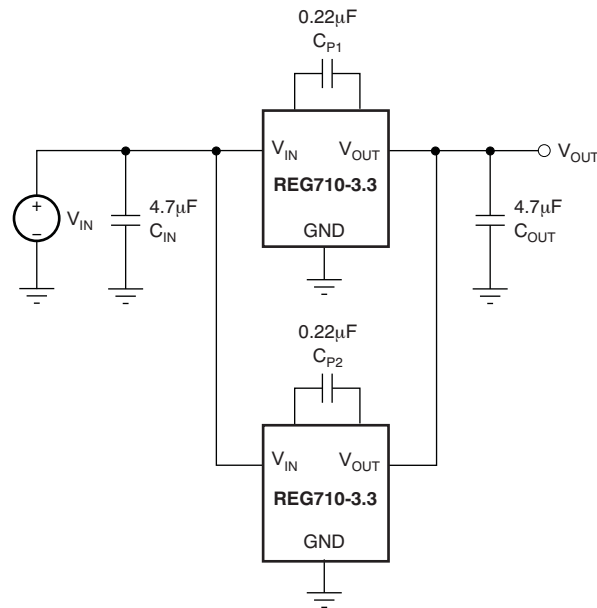 0.22µF
C_P1
V_IN V_OUT
REG710-3.3
GND
V_OUT
+
–
V_IN
4.7µF
C_IN
4.7µF
C_OUT
0.22µF
C_P2
V_IN V_OUT
REG710-3.3
GND